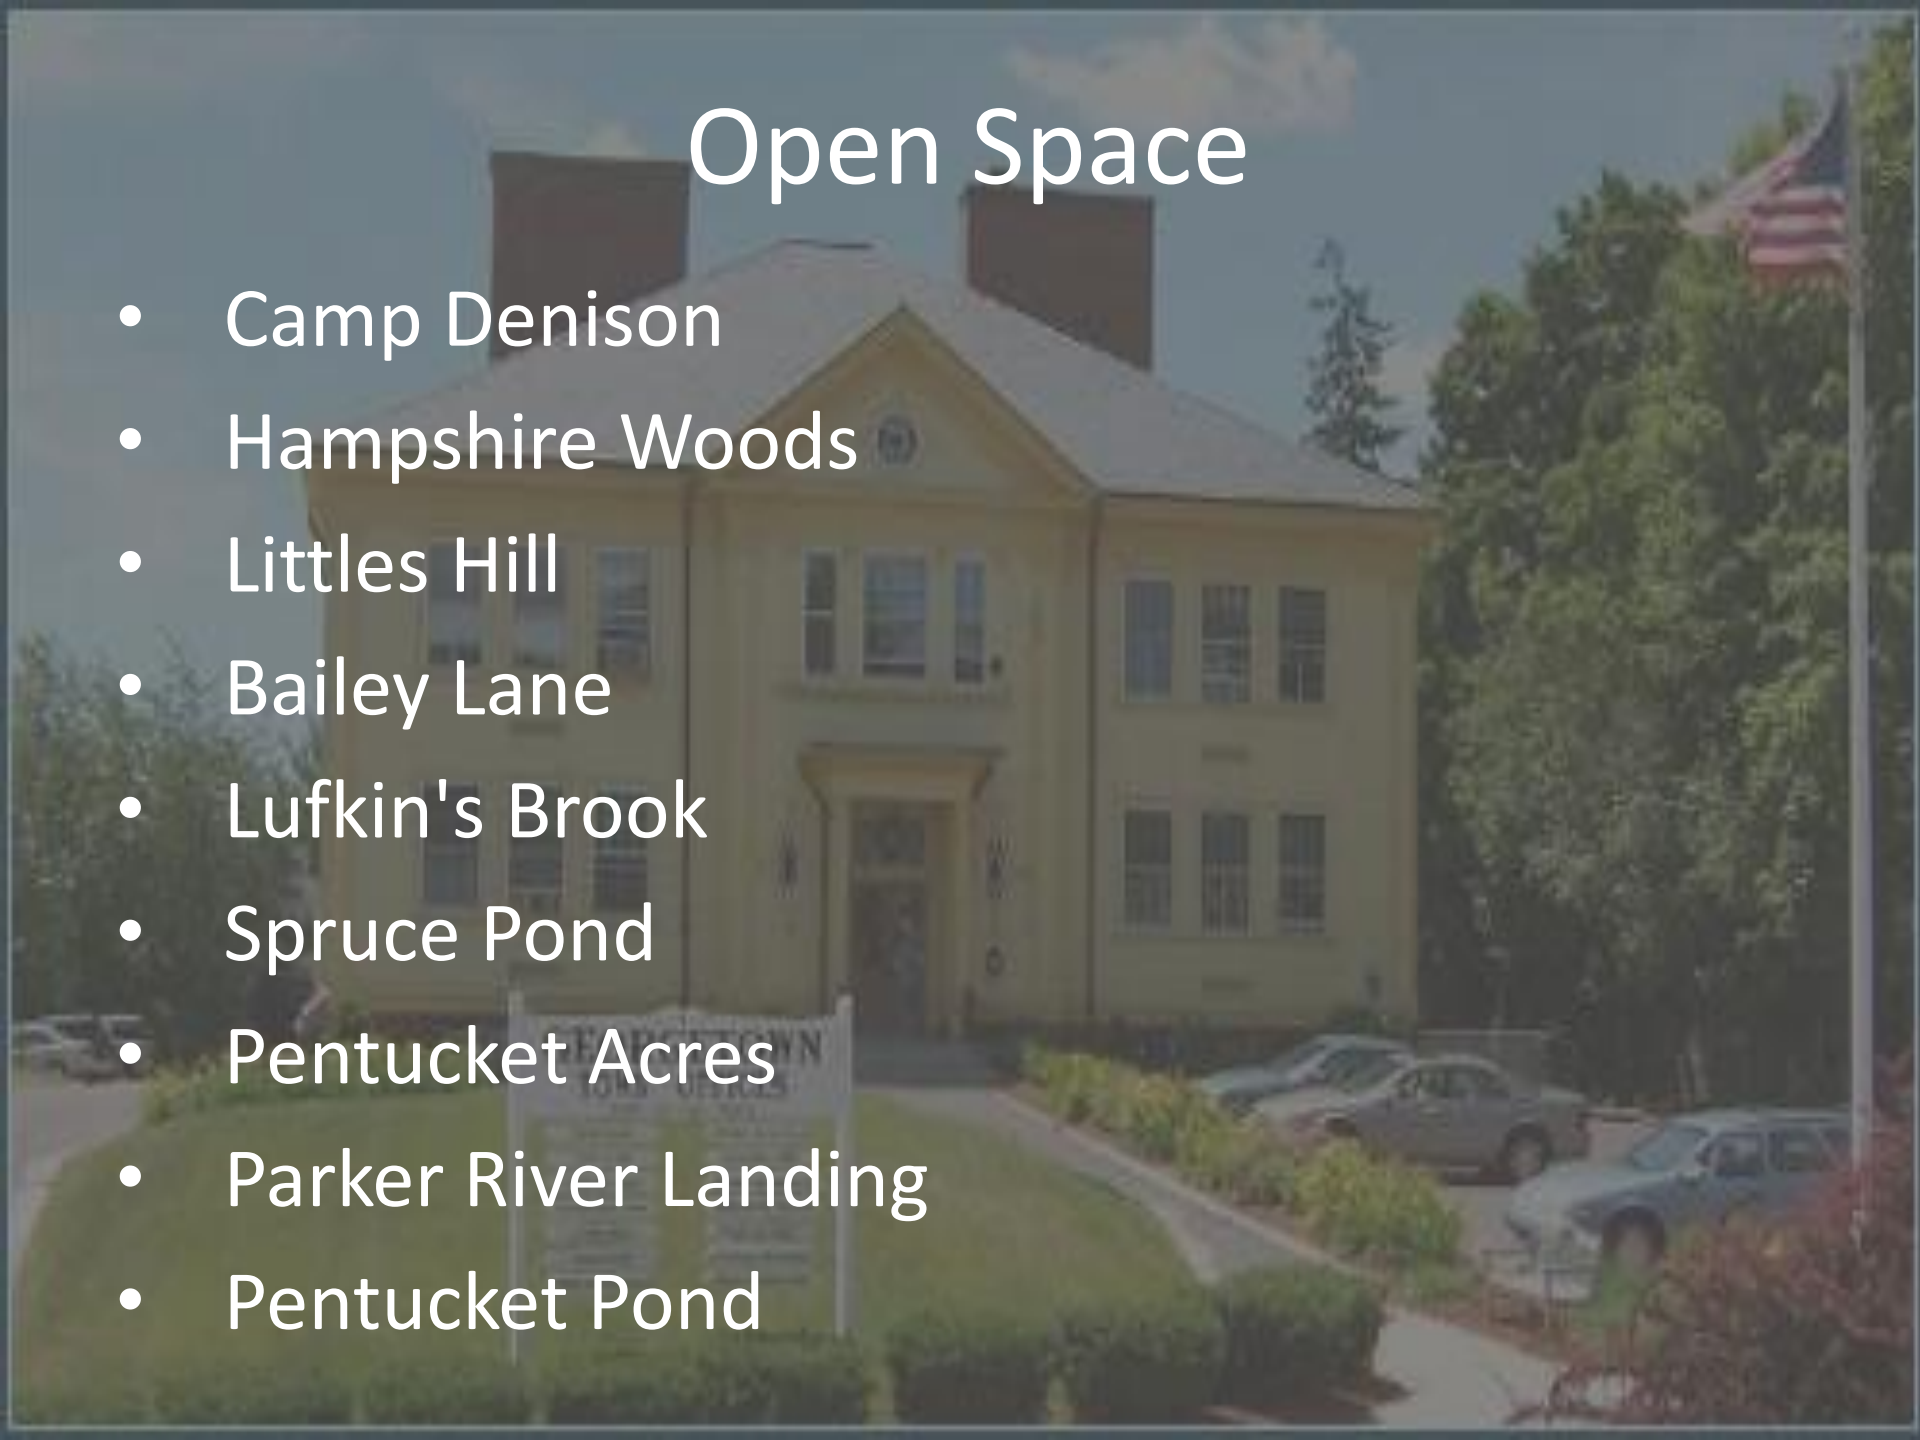 Open Space
• Camp Denison
• Hampshire Woods
• Littles Hill
• Bailey Lane
• Lufkin's Brook
• Spruce Pond
• Pentucket Acres
• Parker River Landing
• Pentucket Pond